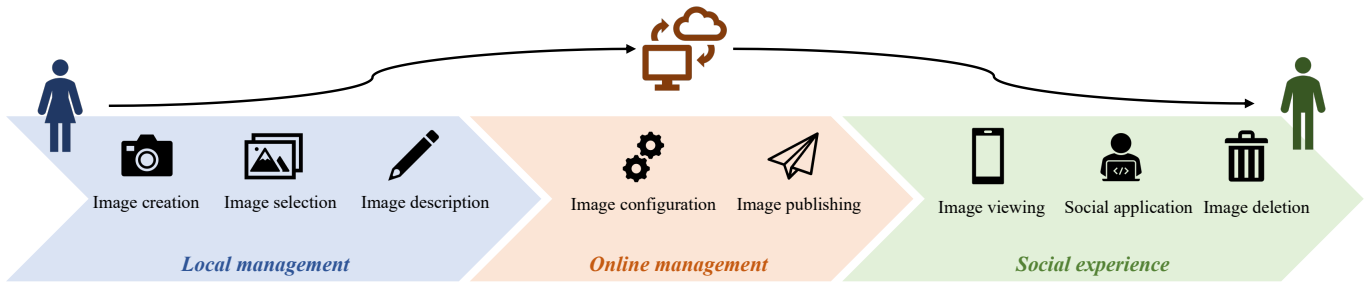 Image creation
Image selection
Image description
Image configuration
Image publishing
Image viewing
Social application
Image deletion
Local management
Online management
Social experience